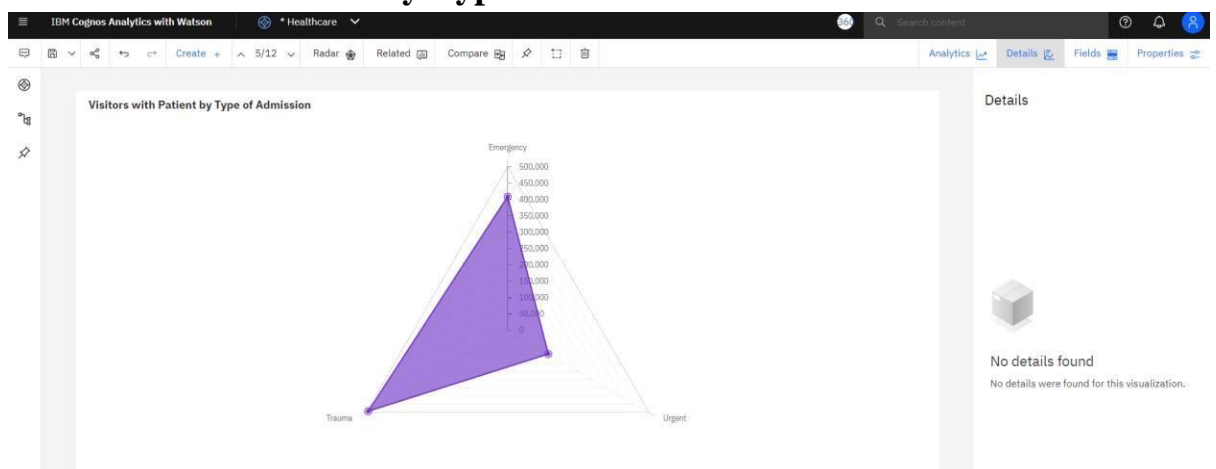 IBM Cognos Analytics with Watson
* Healthcare
360
Search content
Create +
5/12
Radar
Related
Compare
Analytics
Details
Fields
Properties
Visitors with Patient by Type of Admission
Emergency
500,000
450,000
400,000
350,000
300,000
250,000
200,000
150,000
100,000
50,000
0
Trauma
Urgent
Details
No details found
No details were found for this visualization.